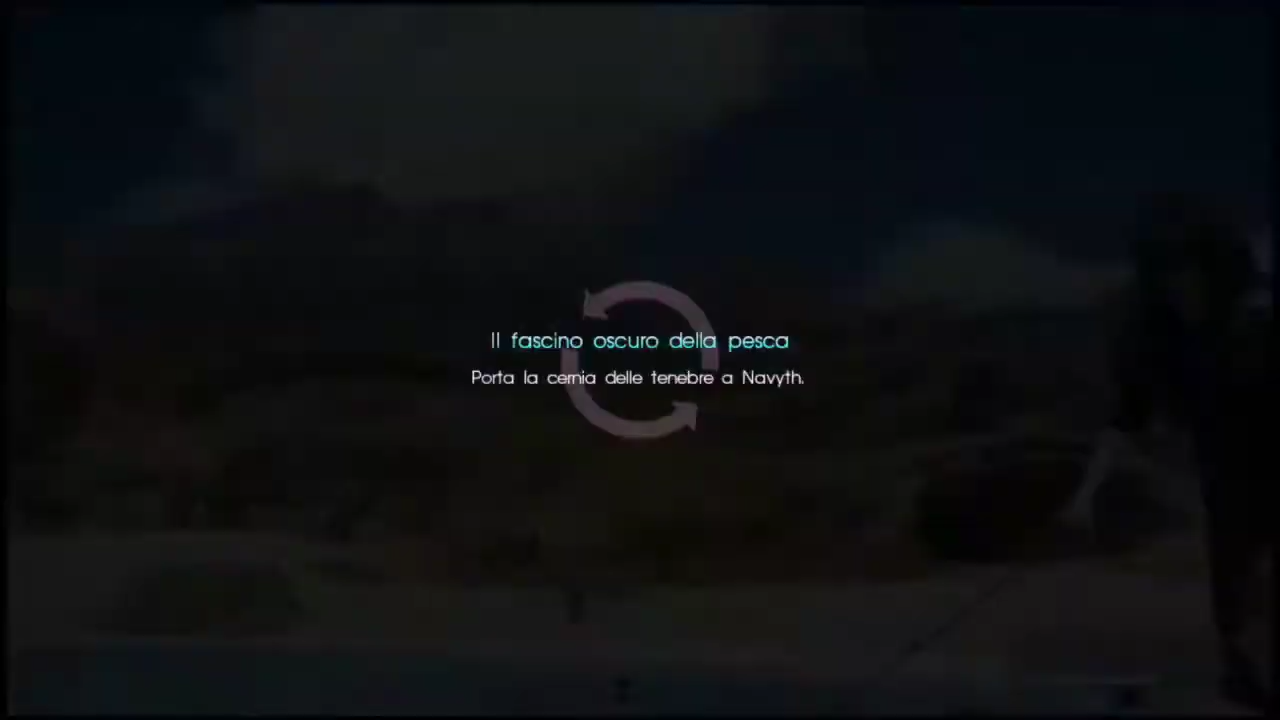 Il fascino oscuro della pesca
Porta la cernia delle tenebre a Navyth.